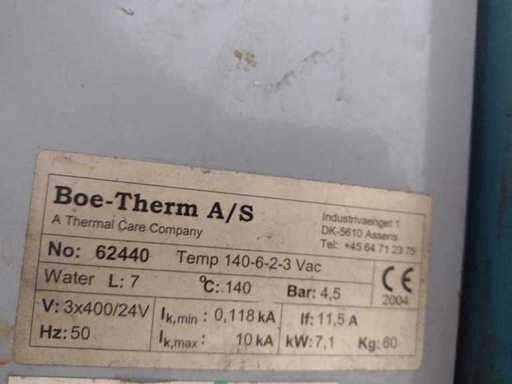 Boe-Therm A/S
A Thermal Care Company
Industrivaenget 1
DK-5610 Assens
Tel: +45 64 71 23 75
No: 62440 Temp 140-6-2-3 Vac
Water L: 7 °C: 140 Bar: 4,5
CE 2004
V: 3x400/24V Ik,min : 0,118 kA If: 11,5 A
Hz: 50 Ik,max : 10 kA kW: 7,1 Kg: 60